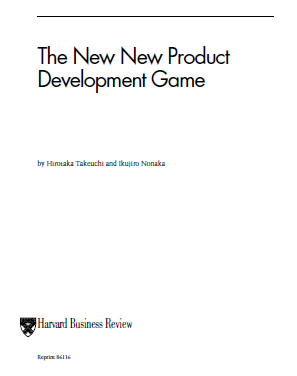 The New New Product
Development Game
by Hirotaka Takeuchi and Ikujiro Nonaka
Harvard Business Review
Reprint 86116